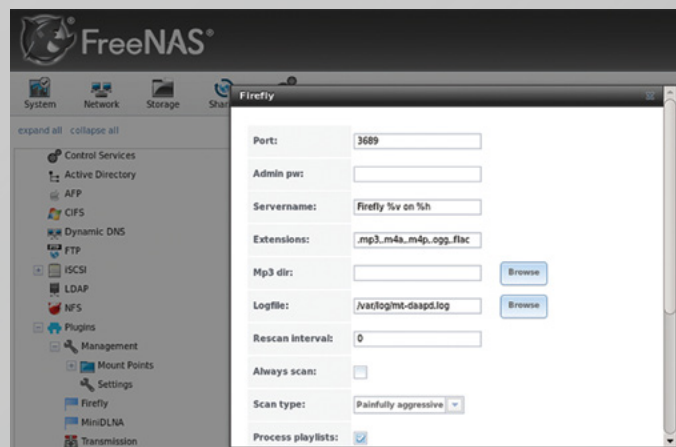 FreeNAS®
System
Network
Storage
Shar
expand all collapse all
Control Services
Active Directory
AFP
CIFS
Dynamic DNS
FTP
iSCSI
LDAP
NFS
Plugins
Management
Mount Points
Settings
Firefly
MiniDLNA
Transmission
Firefly
Port: 3689
Admin pw:
Servername: Firefly %v on %h
Extensions: .mp3,.m4a,.m4p,.ogg,.flac
Mp3 dir: Browse
Logfile: /var/log/mt-daapd.log Browse
Rescan interval: 0
Always scan:
Scan type: Painfully aggressive
Process playlists: